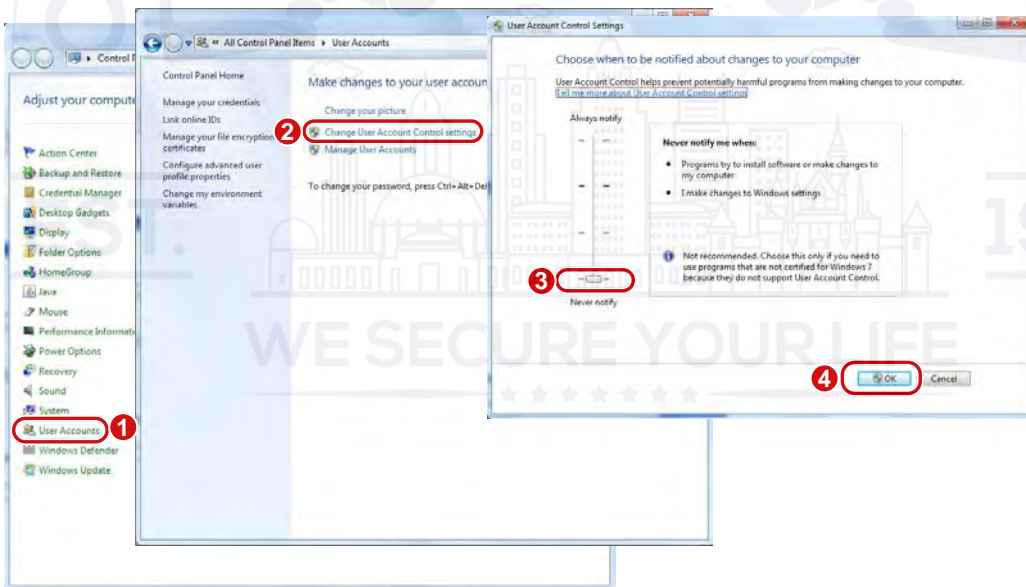 Control P
Adjust your compute
Action Center
Backup and Restore
Credential Manager
Desktop Gadgets
Display
Folder Options
HomeGroup
Java
Mouse
Performance Informati
Power Options
Recovery
Sound
System
User Accounts
1
Windows Defender
Windows Update
« All Control Panel Items ▸ User Accounts
Control Panel Home
Manage your credentials
Link online IDs
Manage your file encryption
certificates
Configure advanced user
profile properties
Change my environment
variables
Make changes to your user accoun
Change your picture
2
Change User Account Control settings
Manage User Accounts
To change your password, press Ctrl+Alt+Del
User Account Control Settings
Choose when to be notified about changes to your computer
User Account Control helps prevent potentially harmful programs from making changes to your computer.
Tell me more about User Account Control settings
Always notify
Never notify me when:
• Programs try to install software or make changes to
my computer
• I make changes to Windows settings
Not recommended. Choose this only if you need to
use programs that are not certified for Windows 7
because they do not support User Account Control.
3
Never notify
4
OK
Cancel
WE SECURE YOUR LIFE